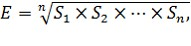 E = ⁿ√S₁ × S₂ × ⋯ × Sₙ,